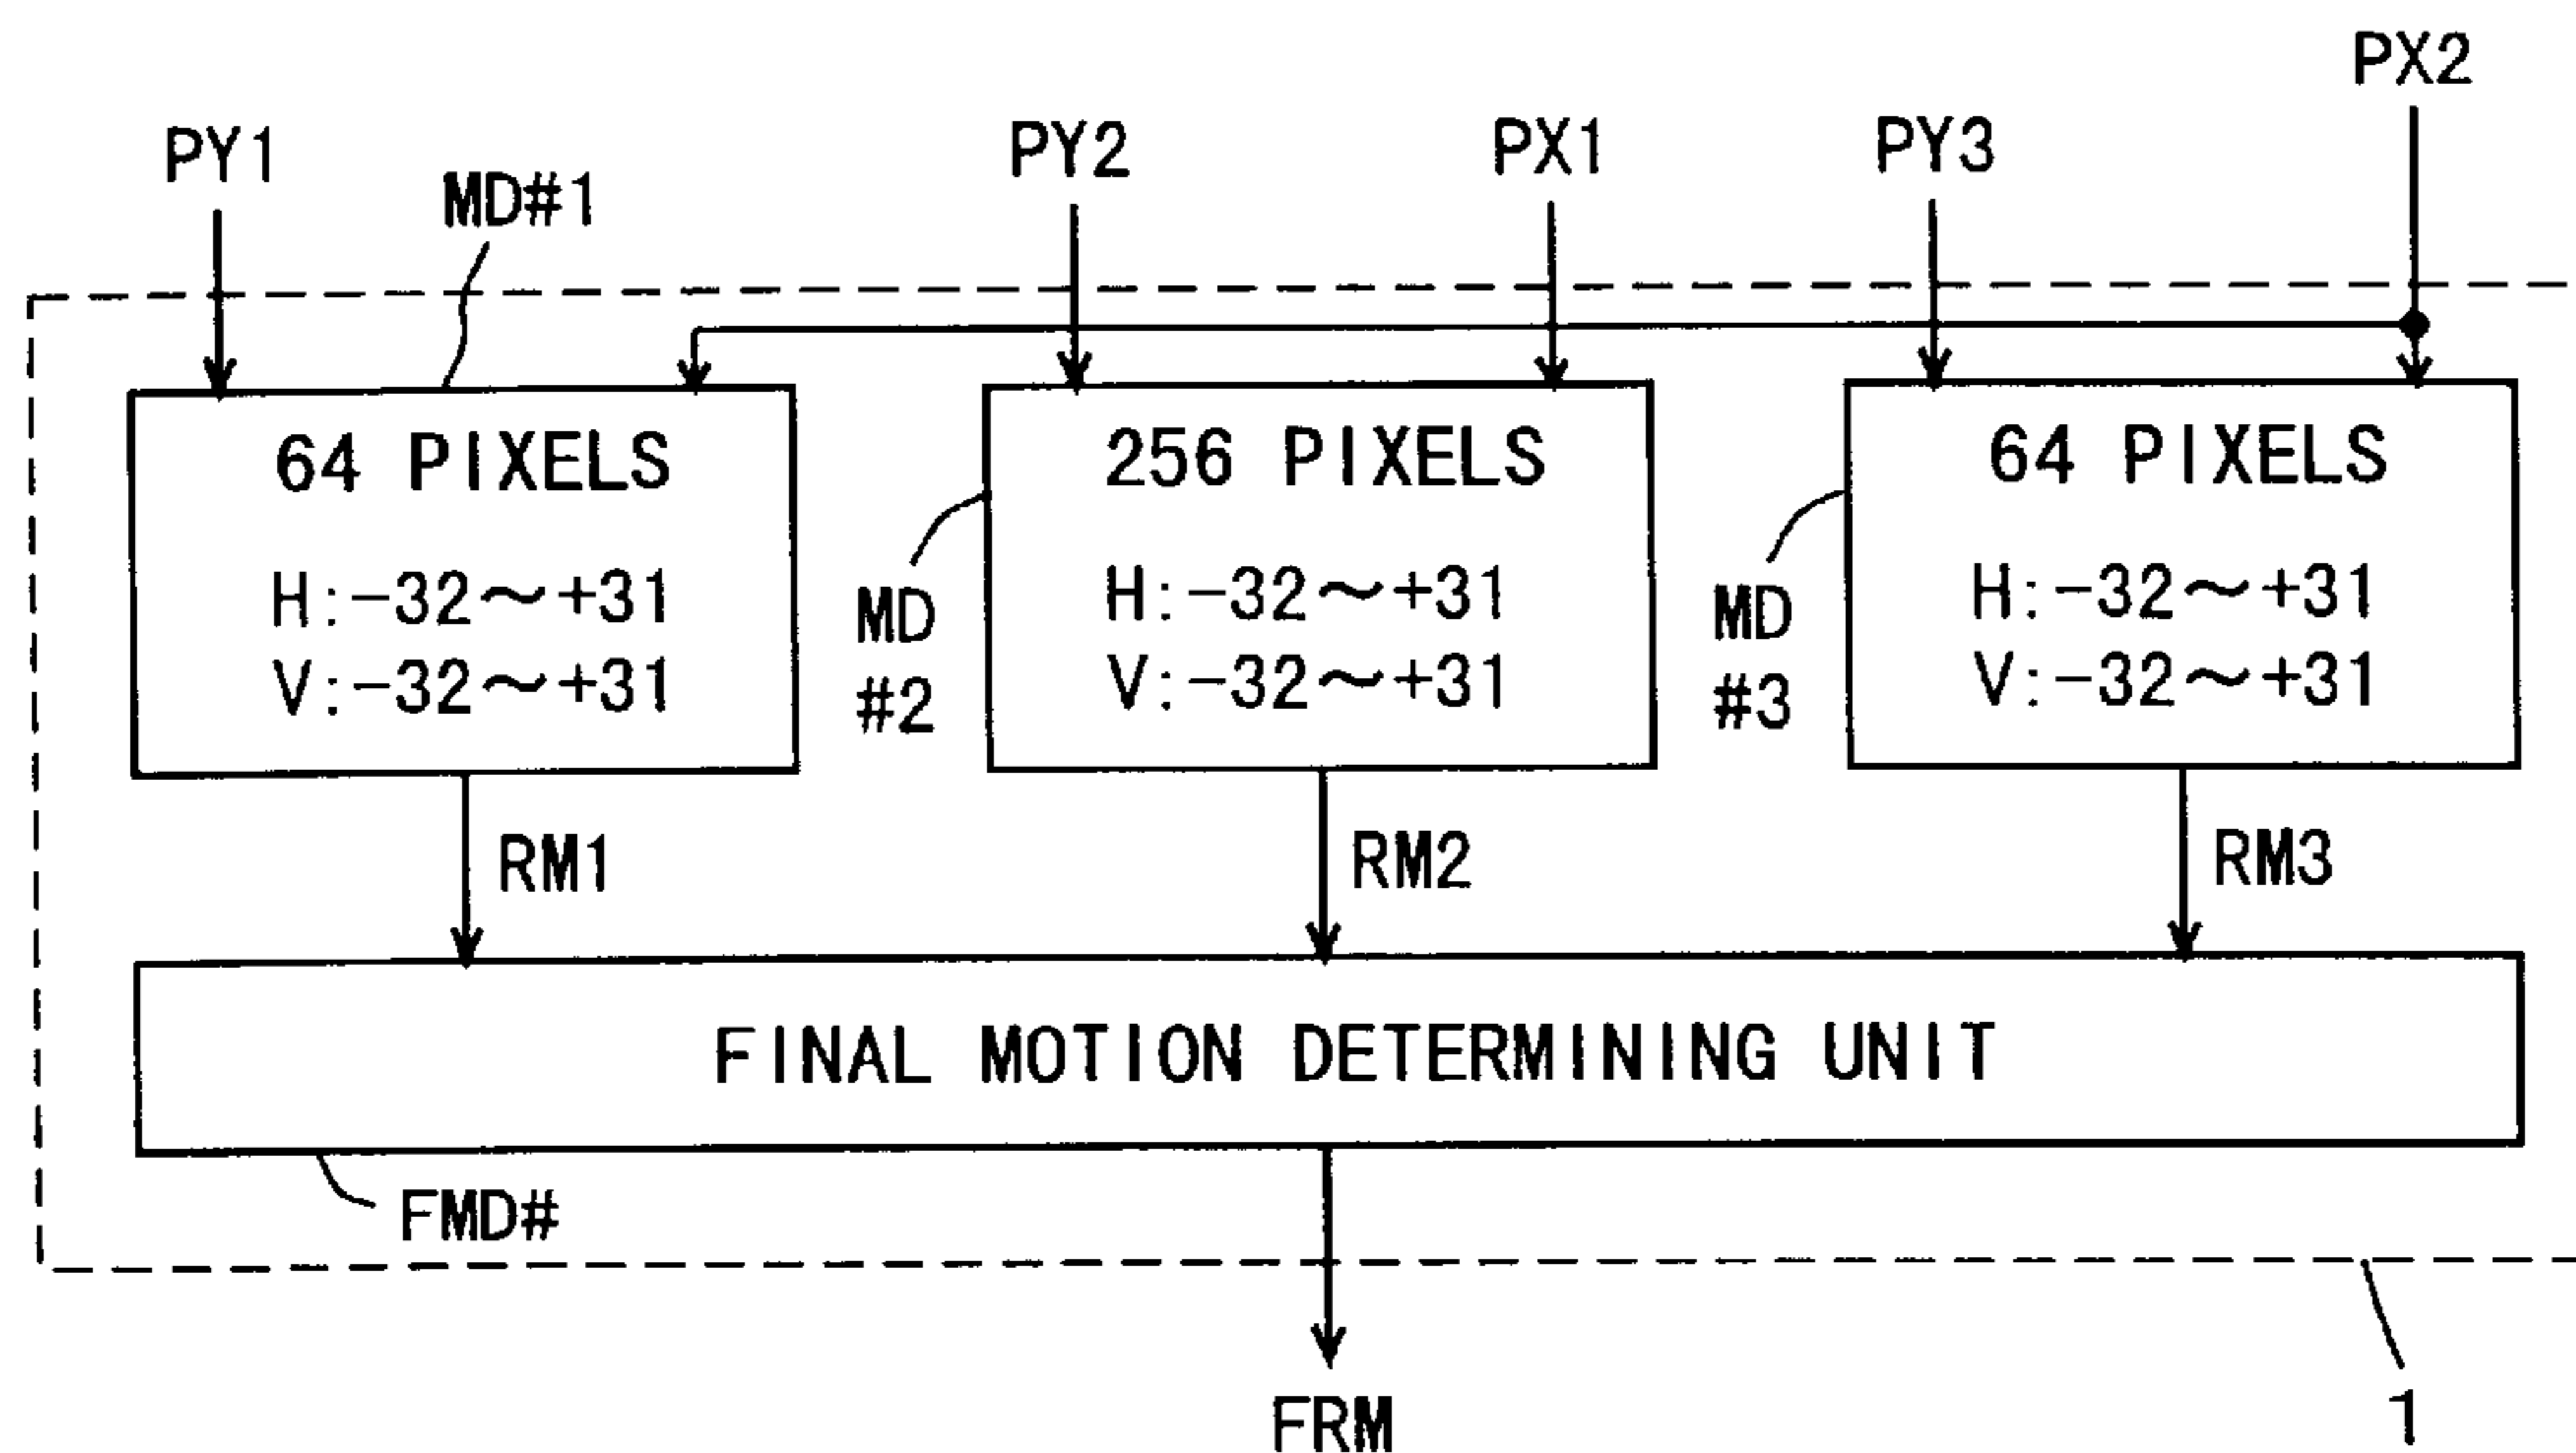 PX2
PY1
PY2
PX1
PY3
MD#1
64 PIXELS
H:-32~+31
V:-32~+31
MD
#2
256 PIXELS
H:-32~+31
V:-32~+31
MD
#3
64 PIXELS
H:-32~+31
V:-32~+31
RM1
RM2
RM3
FINAL MOTION DETERMINING UNIT
FMD#
FRM
1